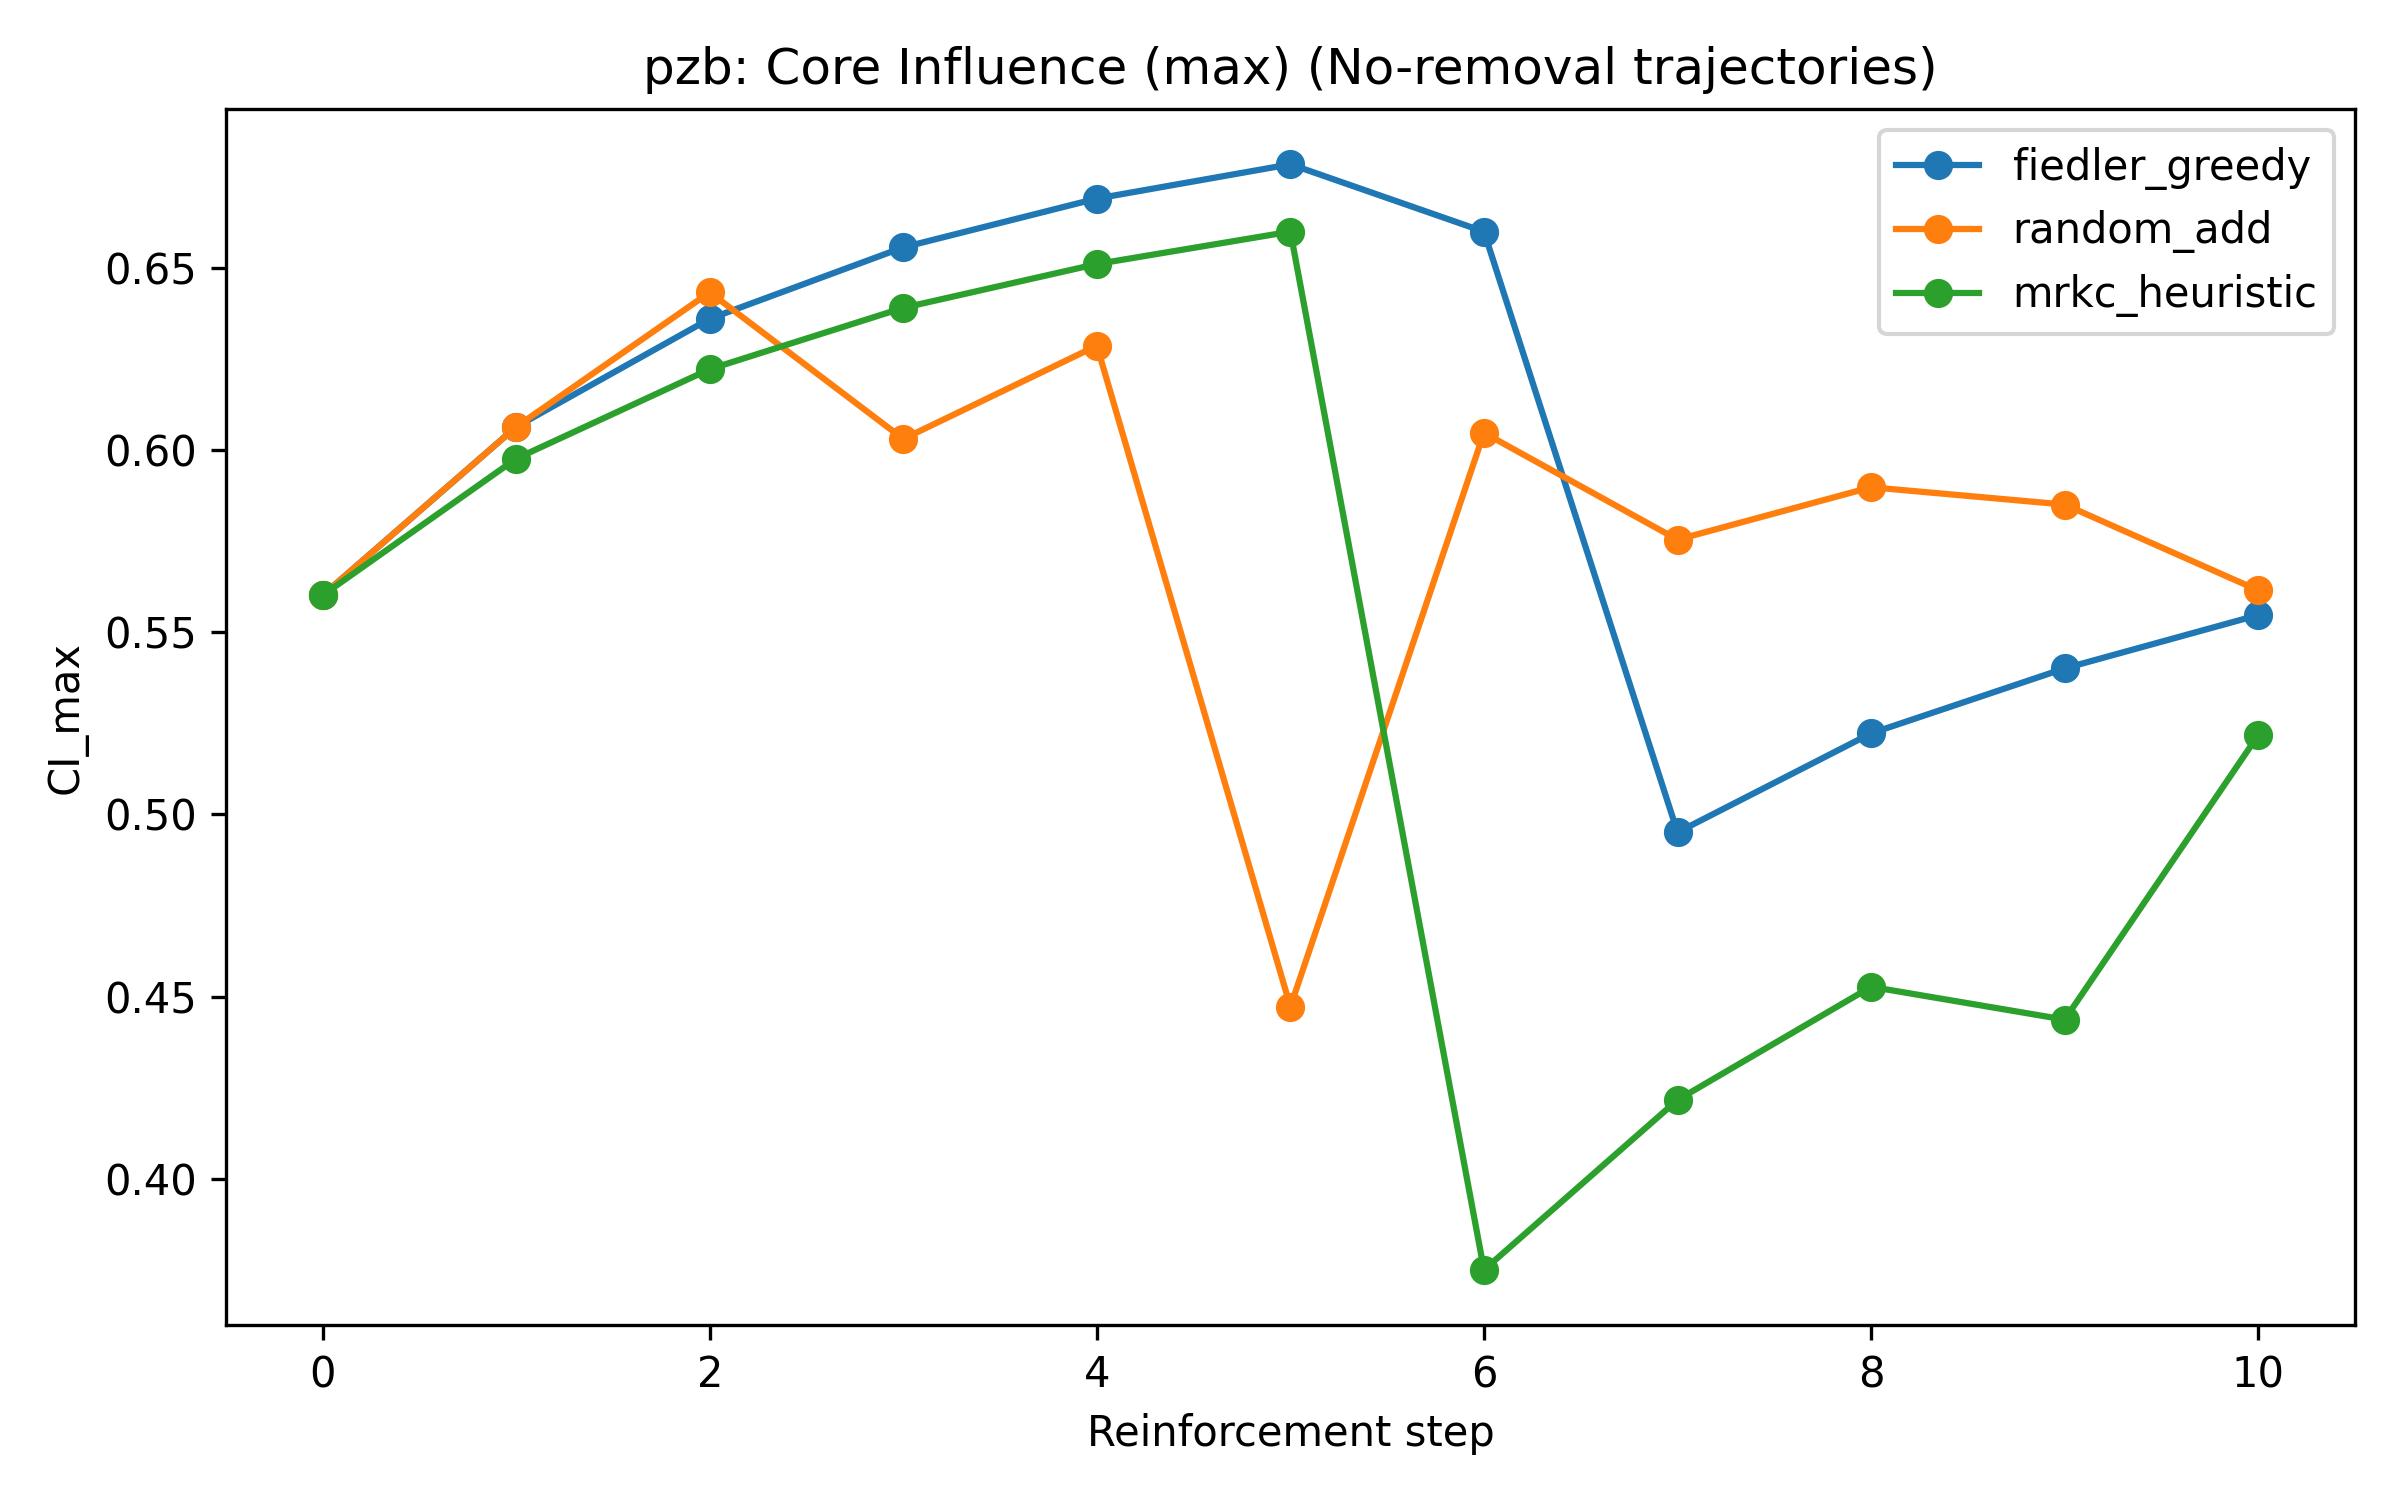 pzb: Core Influence (max) (No-removal trajectories)
fiedler_greedy
random_add
mrkc_heuristic
CI_max
0.65
0.60
0.55
0.50
0.45
0.40
0 2 4 6 8 10
Reinforcement step